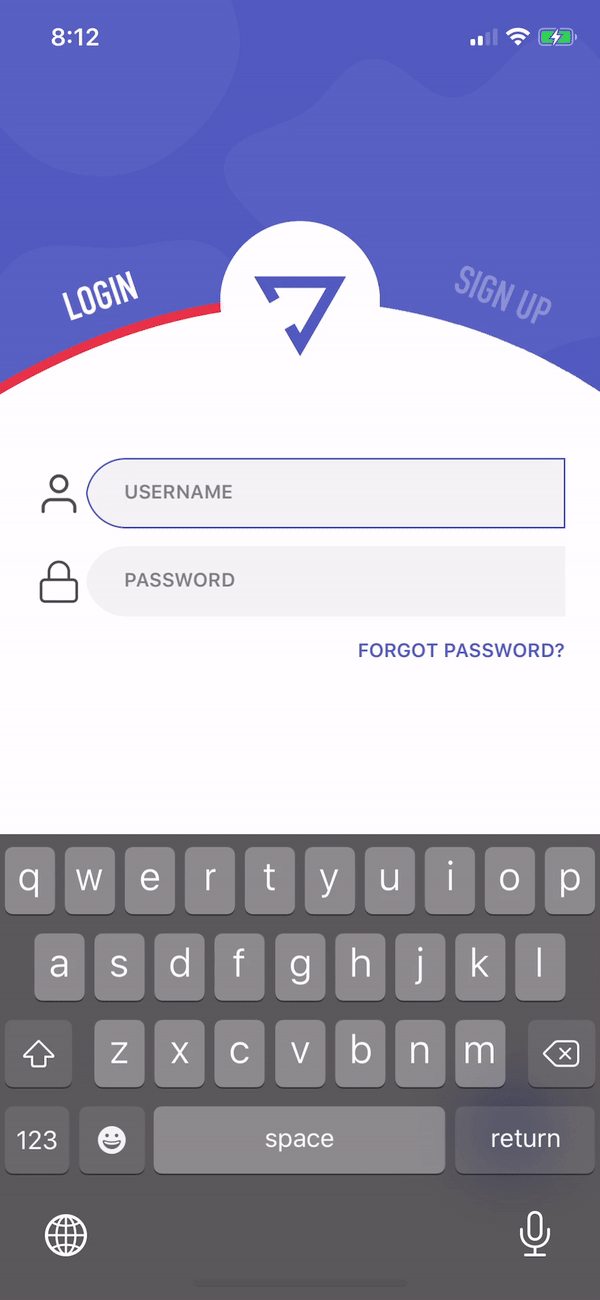 8:12
LOGIN
SIGN UP
USERNAME
PASSWORD
FORGOT PASSWORD?
q w e r t y u i o p
a s d f g h j k l
z x c v b n m
123 space return